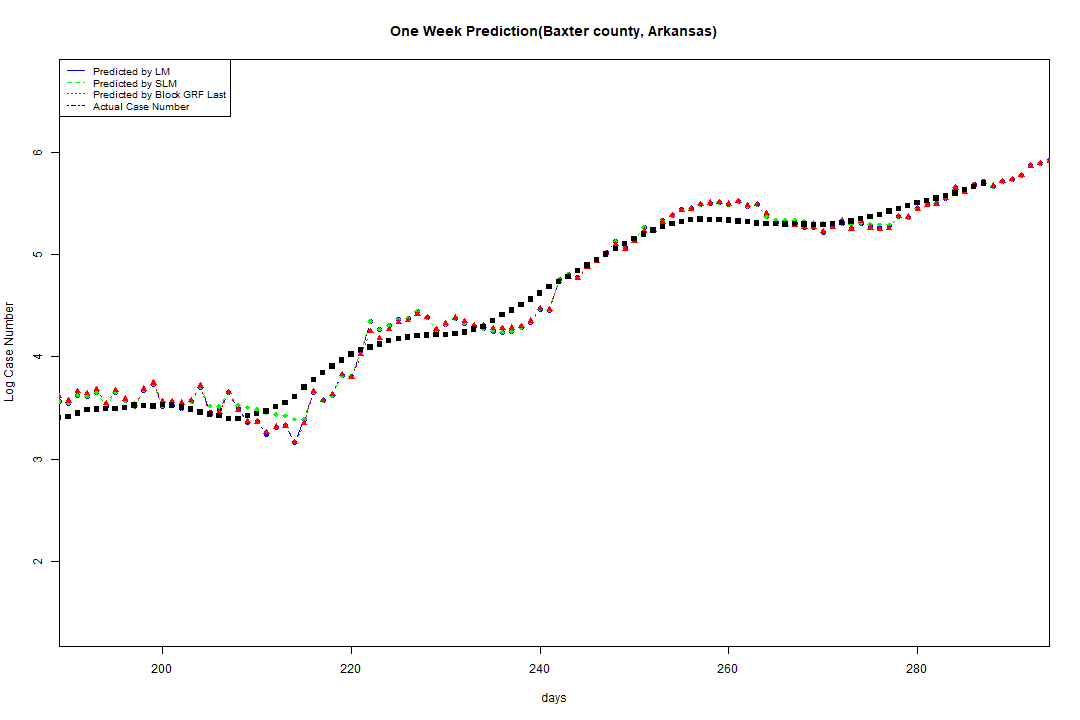 One Week Prediction(Baxter county, Arkansas)
Predicted by LM
Predicted by SLM
Predicted by Block GRF Last
Actual Case Number
6
5
4
3
2
Log Case Number
200 220 240 260 280
days